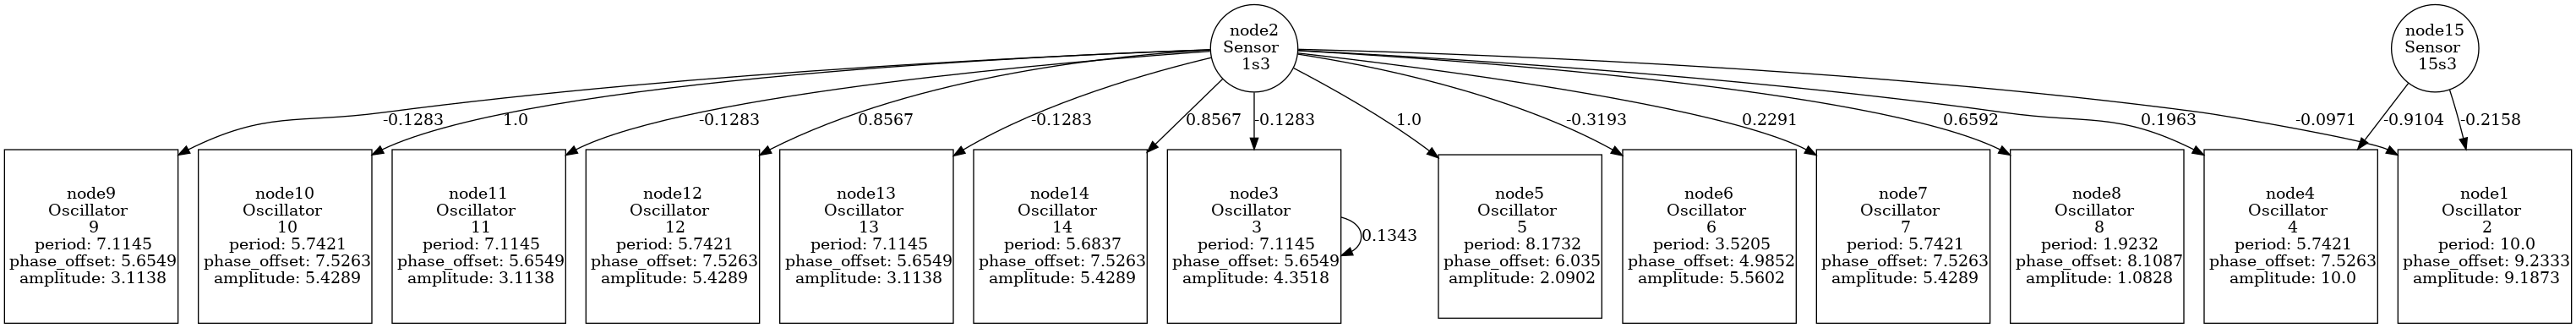 node2
Sensor
1s3
node15
Sensor
15s3
-0.1283
1.0
-0.1283
0.8567
-0.1283
0.8567
-0.1283
1.0
-0.3193
0.2291
0.6592
0.1963
-0.0971
-0.9104
-0.2158
0.1343
node9
Oscillator
9
period: 7.1145
phase_offset: 5.6549
amplitude: 3.1138
node10
Oscillator
10
period: 5.7421
phase_offset: 7.5263
amplitude: 5.4289
node11
Oscillator
11
period: 7.1145
phase_offset: 5.6549
amplitude: 3.1138
node12
Oscillator
12
period: 5.7421
phase_offset: 7.5263
amplitude: 5.4289
node13
Oscillator
13
period: 7.1145
phase_offset: 5.6549
amplitude: 3.1138
node14
Oscillator
14
period: 5.6837
phase_offset: 7.5263
amplitude: 5.4289
node3
Oscillator
3
period: 7.1145
phase_offset: 5.6549
amplitude: 4.3518
node5
Oscillator
5
period: 8.1732
phase_offset: 6.035
amplitude: 2.0902
node6
Oscillator
6
period: 3.5205
phase_offset: 4.9852
amplitude: 5.5602
node7
Oscillator
7
period: 5.7421
phase_offset: 7.5263
amplitude: 5.4289
node8
Oscillator
8
period: 1.9232
phase_offset: 8.1087
amplitude: 1.0828
node4
Oscillator
4
period: 5.7421
phase_offset: 7.5263
amplitude: 10.0
node1
Oscillator
2
period: 10.0
phase_offset: 9.2333
amplitude: 9.1873